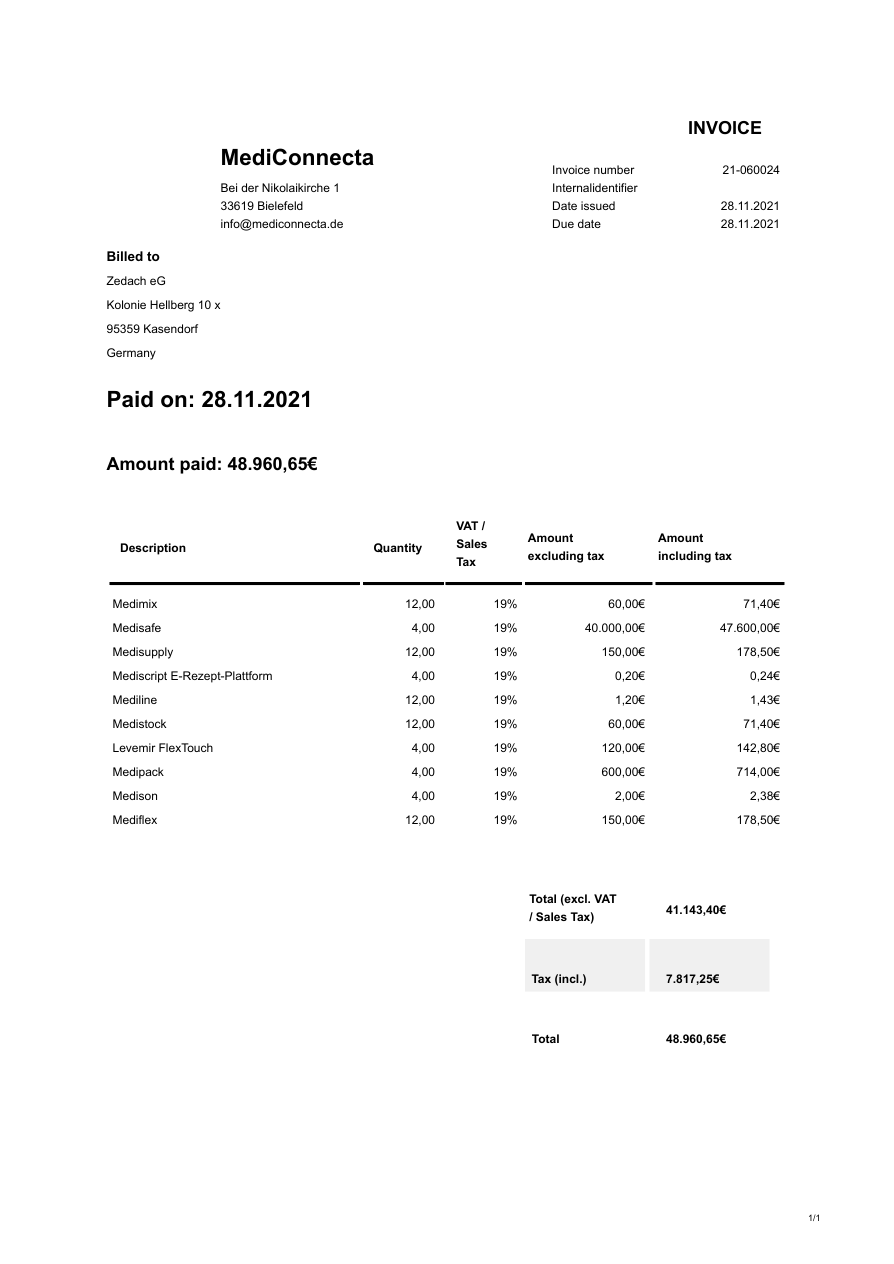 INVOICE
MediConnecta
Bei der Nikolaikirche 1
33619 Bielefeld
info@mediconnecta.de
Invoice number 21-060024
Internalidentifier
Date issued 28.11.2021
Due date 28.11.2021
Billed to
Zedach eG
Kolonie Hellberg 10 x
95359 Kasendorf
Germany
Paid on: 28.11.2021
Amount paid: 48.960,65€
Description Quantity VAT / Sales Tax Amount excluding tax Amount including tax
Medimix 12,00 19% 60,00€ 71,40€
Medisafe 4,00 19% 40.000,00€ 47.600,00€
Medisupply 12,00 19% 150,00€ 178,50€
Mediscript E-Rezept-Plattform 4,00 19% 0,20€ 0,24€
Mediline 12,00 19% 1,20€ 1,43€
Medistock 12,00 19% 60,00€ 71,40€
Levemir FlexTouch 4,00 19% 120,00€ 142,80€
Medipack 4,00 19% 600,00€ 714,00€
Medison 4,00 19% 2,00€ 2,38€
Mediflex 12,00 19% 150,00€ 178,50€
Total (excl. VAT / Sales Tax) 41.143,40€
Tax (incl.) 7.817,25€
Total 48.960,65€
1/1